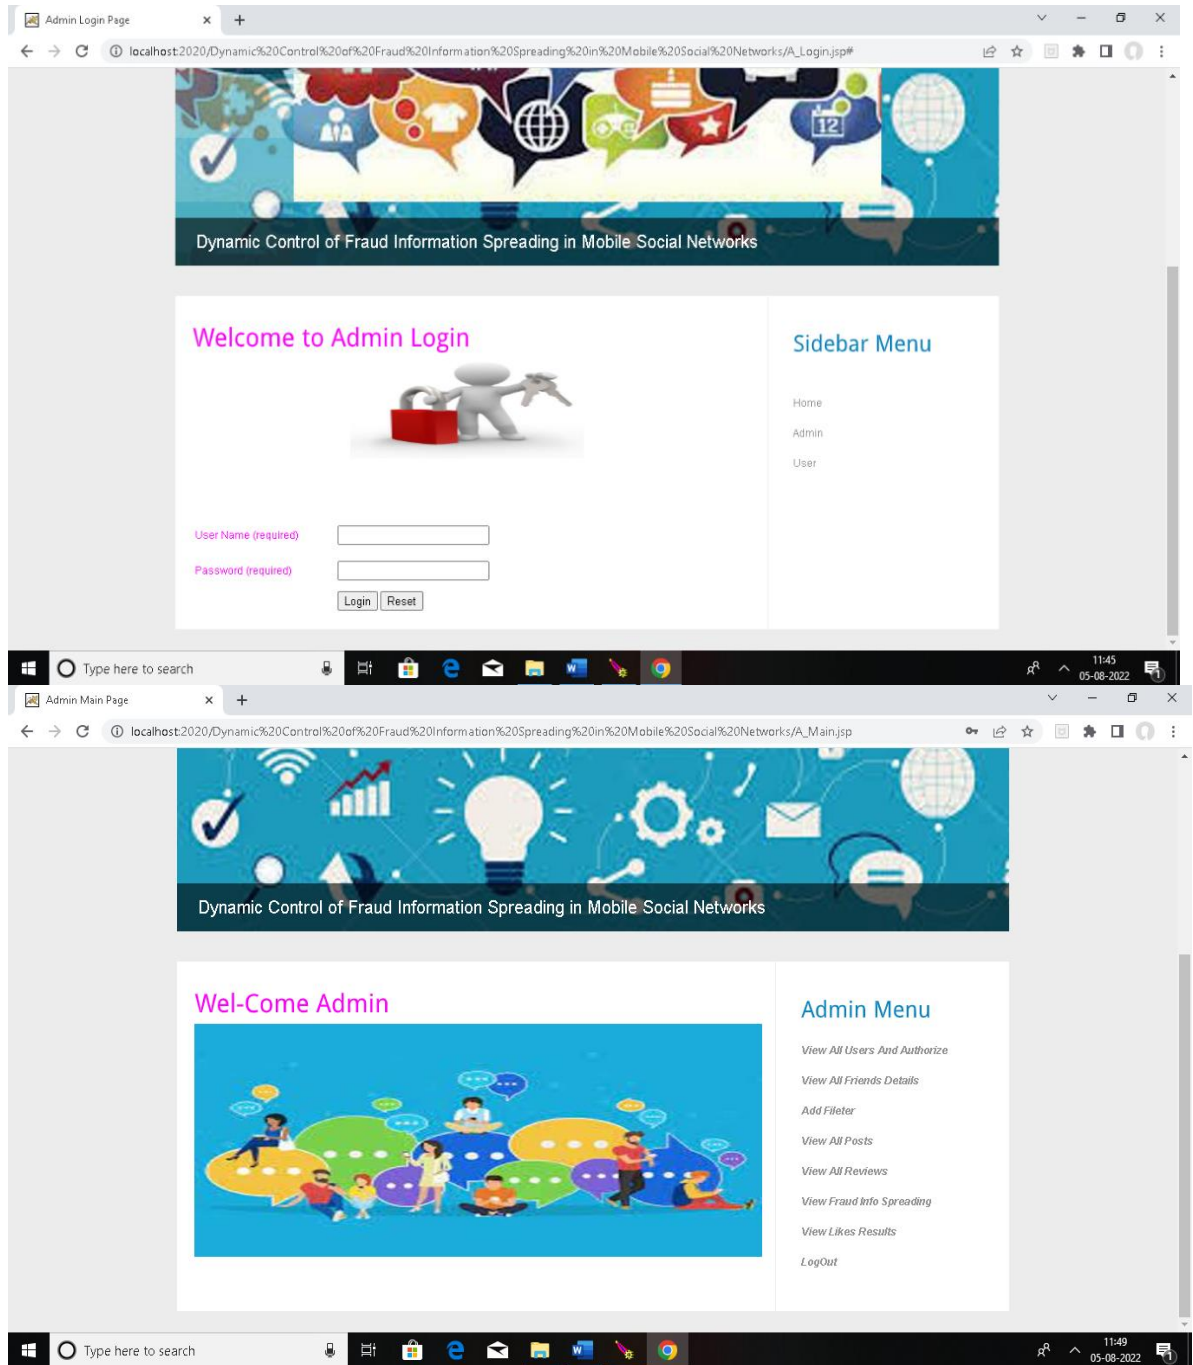 Admin Login Page
localhost:2020/Dynamic%20Control%20of%20Fraud%20Information%20Spreading%20in%20Mobile%20Social%20Networks/A_Login.jsp#
12
Dynamic Control of Fraud Information Spreading in Mobile Social Networks
Welcome to Admin Login
User Name (required)
Password (required)
Login Reset
Sidebar Menu
Home
Admin
User
Type here to search
11:45
05-08-2022
1
Admin Main Page
localhost:2020/Dynamic%20Control%20of%20Fraud%20Information%20Spreading%20in%20Mobile%20Social%20Networks/A_Main.jsp
Dynamic Control of Fraud Information Spreading in Mobile Social Networks
Wel-Come Admin
Admin Menu
View All Users And Authorize
View All Friends Details
Add Fileter
View All Posts
View All Reviews
View Fraud Info Spreading
View Likes Results
LogOut
Type here to search
11:49
05-08-2022
1